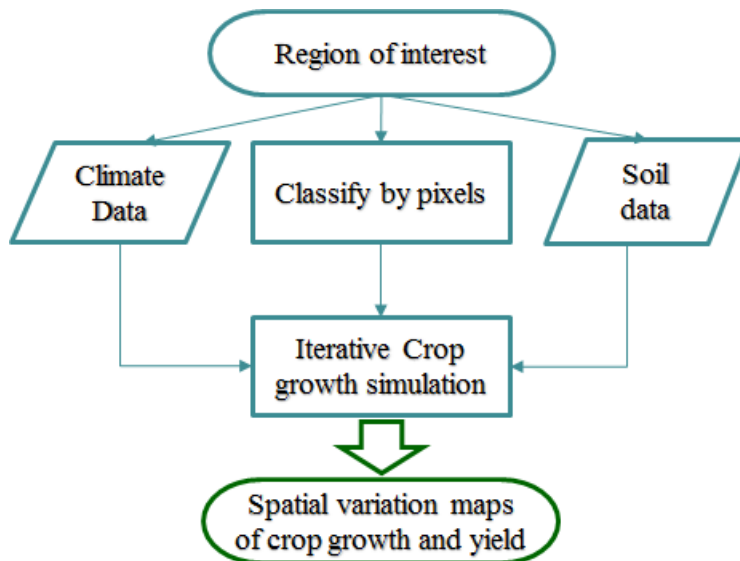 Region of interest
Climate
Data
Classify by pixels
Soil
data
Iterative Crop
growth simulation
Spatial variation maps
of crop growth and yield